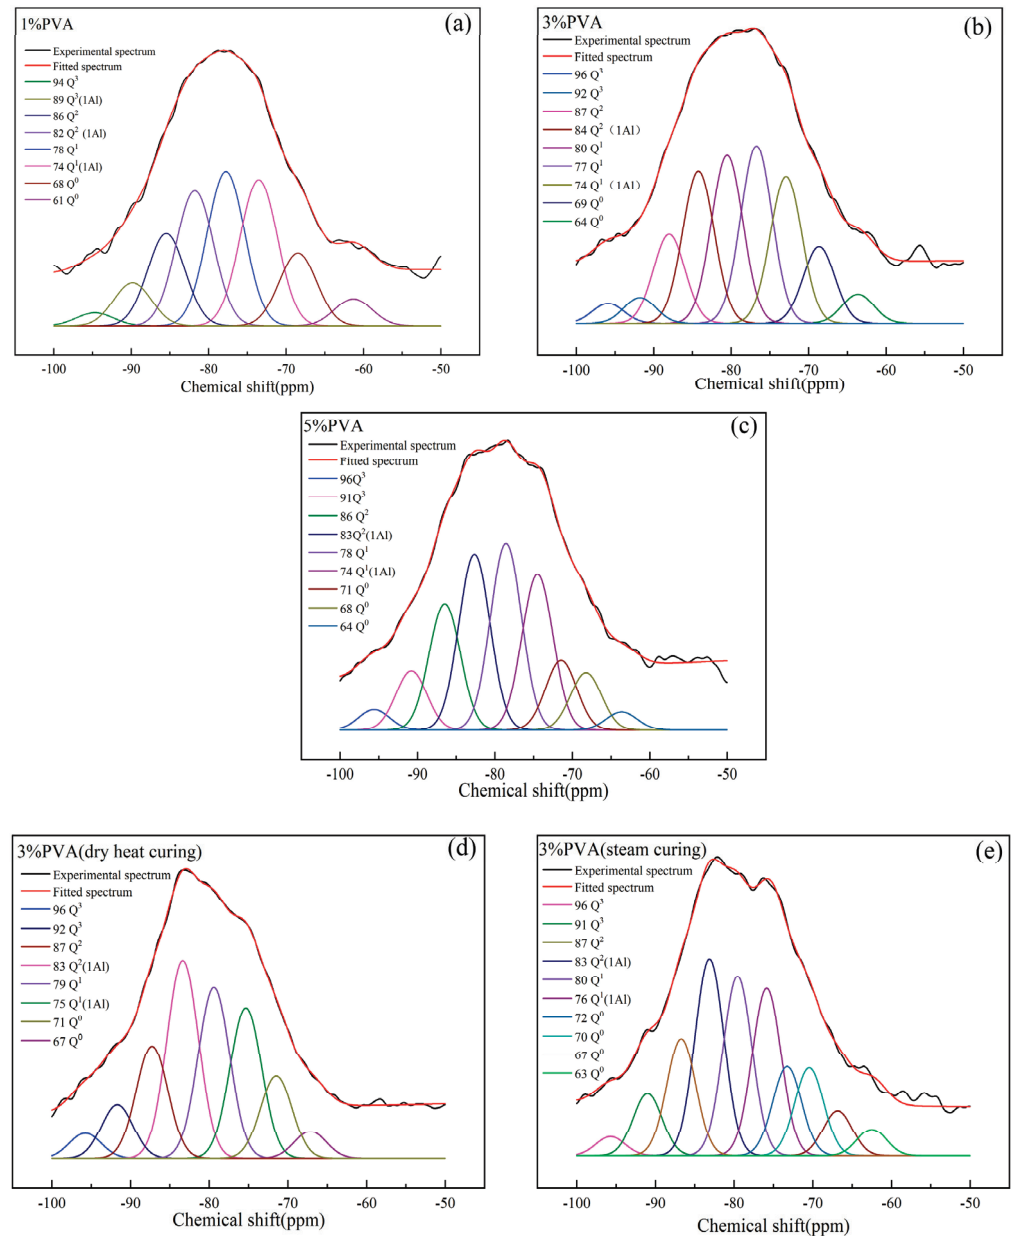 1%PVA
(a)
Experimental spectrum
Fitted spectrum
94 Q³
89 Q³(1Al)
86 Q²
82 Q² (1Al)
78 Q¹
74 Q¹(1Al)
68 Q⁰
61 Q⁰
-100 -90 -80 -70 -60 -50
Chemical shift(ppm)
3%PVA
(b)
Experimental spectrum
Fitted spectrum
96 Q³
92 Q³
87 Q²
84 Q²（1Al）
80 Q¹
77 Q¹
74 Q¹（1Al）
69 Q⁰
64 Q⁰
-100 -90 -80 -70 -60 -50
Chemical shift(ppm)
5%PVA
(c)
Experimental spectrum
Fitted spectrum
96Q³
91Q³
86 Q²
83Q²(1Al)
78 Q¹
74 Q¹(1Al)
71 Q⁰
68 Q⁰
64 Q⁰
-100 -90 -80 -70 -60 -50
Chemical shift(ppm)
3%PVA(dry heat curing)
(d)
Experimental spectrum
Fitted spectrum
96 Q³
92 Q³
87 Q²
83 Q²(1Al)
79 Q¹
75 Q¹(1Al)
71 Q⁰
67 Q⁰
-100 -90 -80 -70 -60 -50
Chemical shift(ppm)
3%PVA(steam curing)
(e)
Experimental spectrum
Fitted spectrum
96 Q³
91 Q³
87 Q²
83 Q²(1Al)
80 Q¹
76 Q¹(1Al)
72 Q⁰
70 Q⁰
67 Q⁰
63 Q⁰
-100 -90 -80 -70 -60 -50
Chemical shift(ppm)